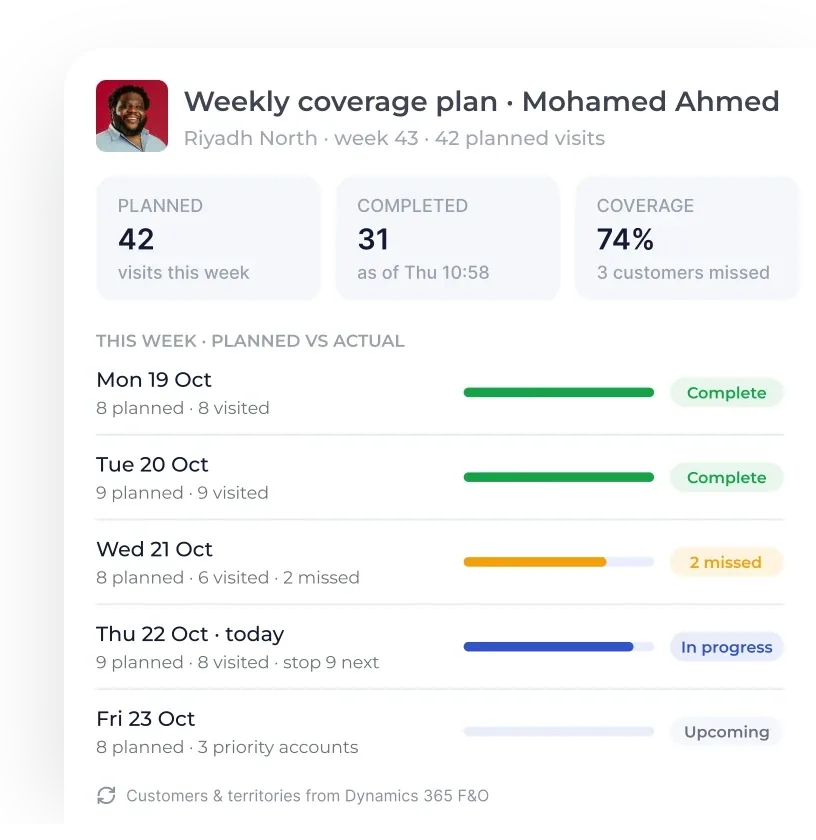 Weekly coverage plan · Mohamed Ahmed
Riyadh North · week 43 · 42 planned visits
PLANNED
42
visits this week
COMPLETED
31
as of Thu 10:58
COVERAGE
74%
3 customers missed
THIS WEEK · PLANNED VS ACTUAL
Mon 19 Oct
8 planned · 8 visited
Complete
Tue 20 Oct
9 planned · 9 visited
Complete
Wed 21 Oct
8 planned · 6 visited · 2 missed
2 missed
Thu 22 Oct · today
9 planned · 8 visited · stop 9 next
In progress
Fri 23 Oct
8 planned · 3 priority accounts
Upcoming
Customers & territories from Dynamics 365 F&O